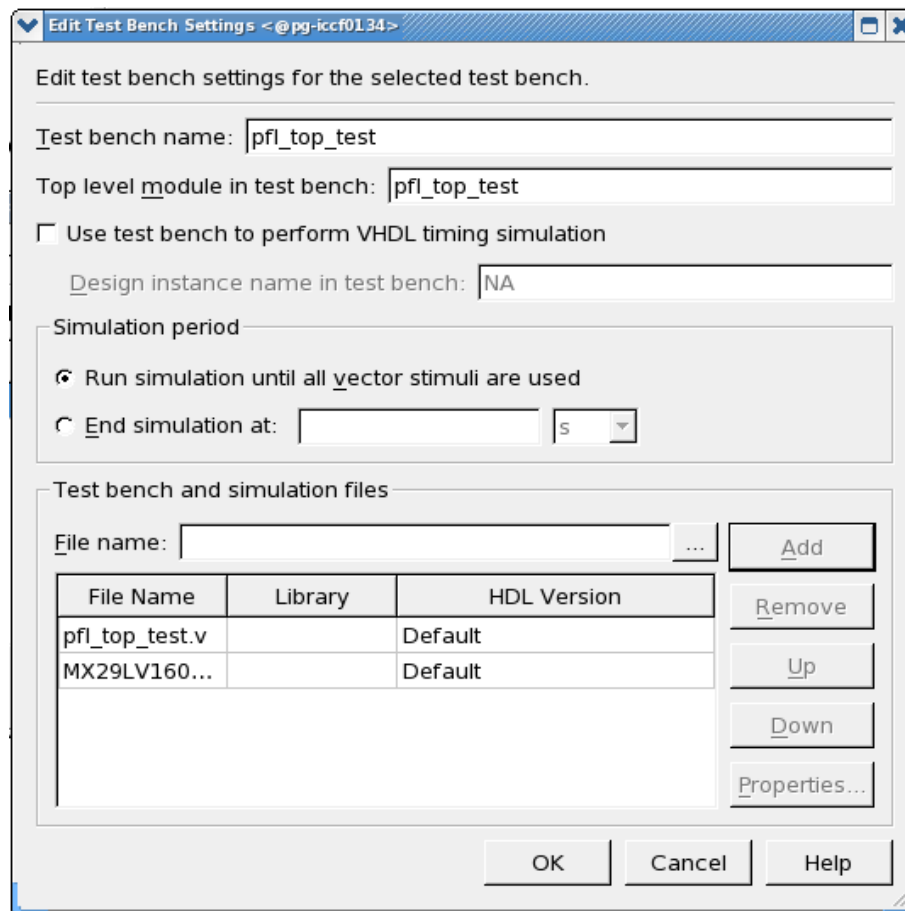 Edit Test Bench Settings <@pg-iccf0134>
Edit test bench settings for the selected test bench.
Test bench name: pfl_top_test
Top level module in test bench: pfl_top_test
Use test bench to perform VHDL timing simulation
Design instance name in test bench: NA
Simulation period
Run simulation until all vector stimuli are used
End simulation at: s
Test bench and simulation files
File name: ... Add
File Name Library HDL Version Remove
pfl_top_test.v Default
MX29LV160... Default Up
Down
Properties...
OK Cancel Help